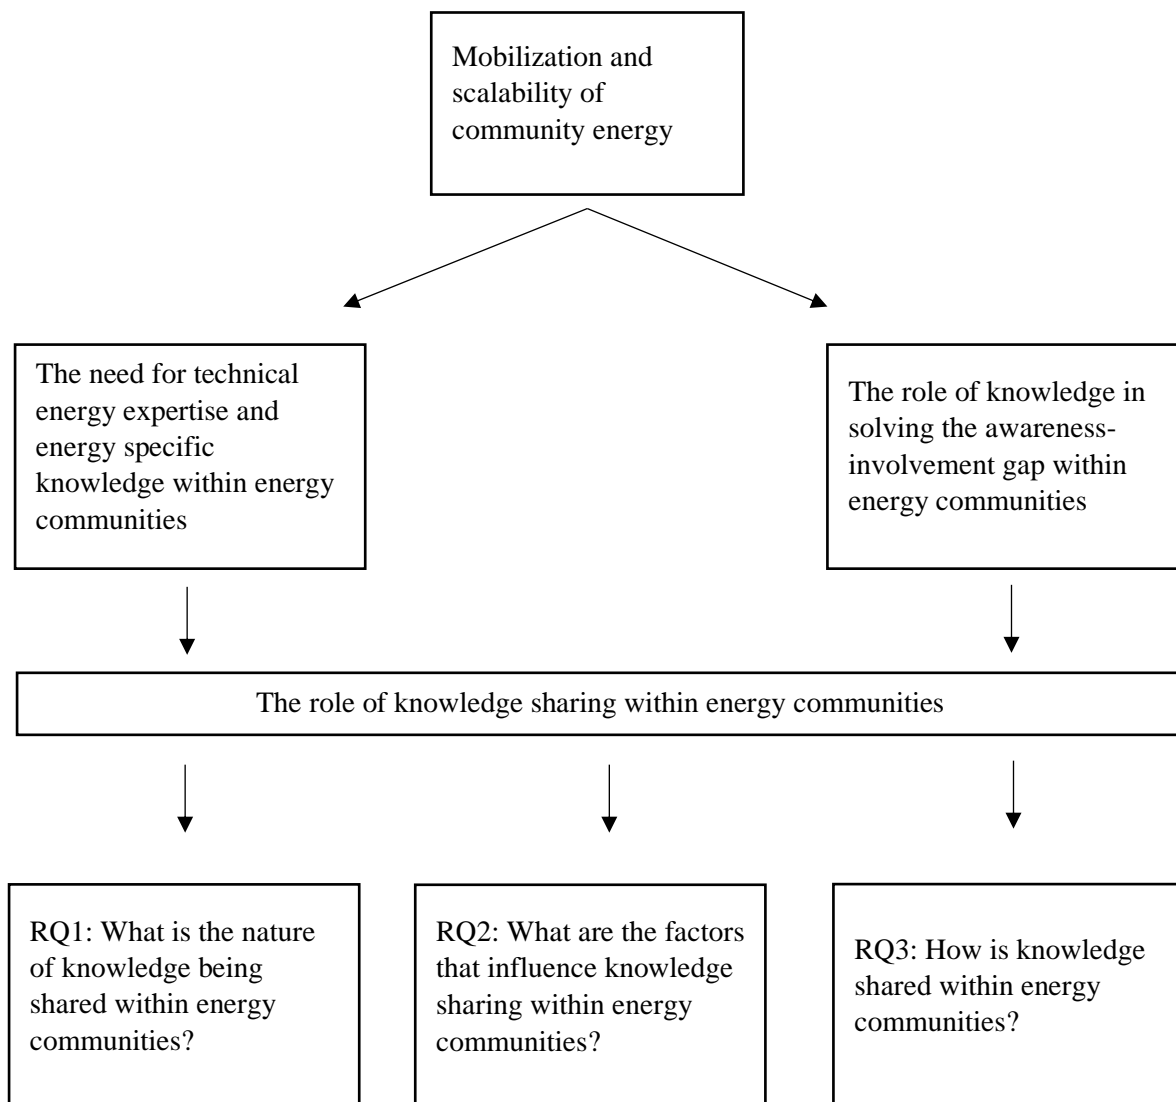 Mobilization and
scalability of
community energy
The need for technical
energy expertise and
energy specific
knowledge within energy
communities
The role of knowledge in
solving the awareness-
involvement gap within
energy communities
The role of knowledge sharing within energy communities
RQ1: What is the nature
of knowledge being
shared within energy
communities?
RQ2: What are the factors
that influence knowledge
sharing within energy
communities?
RQ3: How is knowledge
shared within energy
communities?